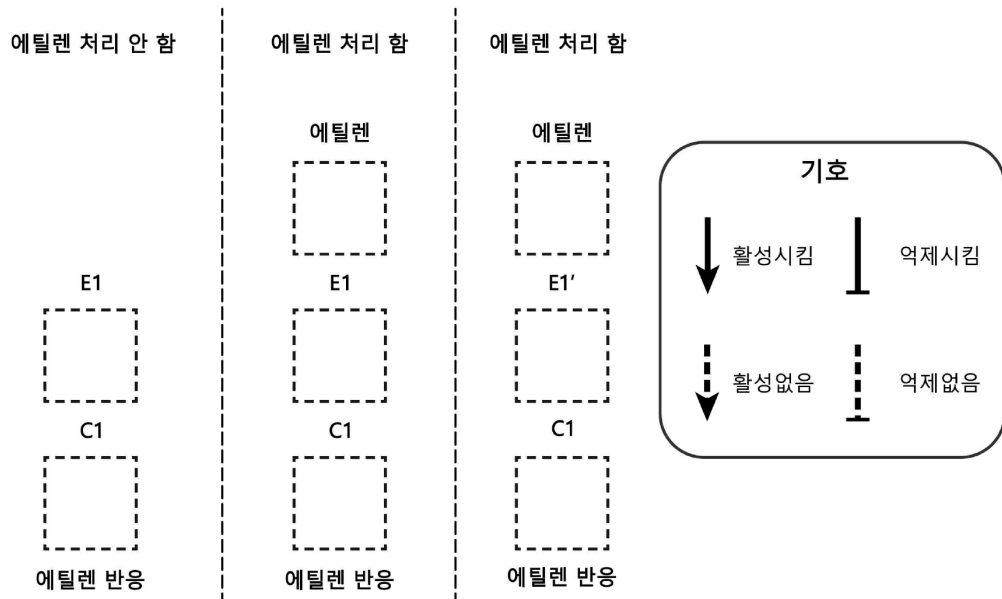 에틸렌 처리 안 함
에틸렌 처리 함
에틸렌 처리 함
에틸렌
에틸렌
E1
E1
E1’
C1
C1
C1
에틸렌 반응
에틸렌 반응
에틸렌 반응
기호
활성시킴
억제시킴
활성없음
억제없음